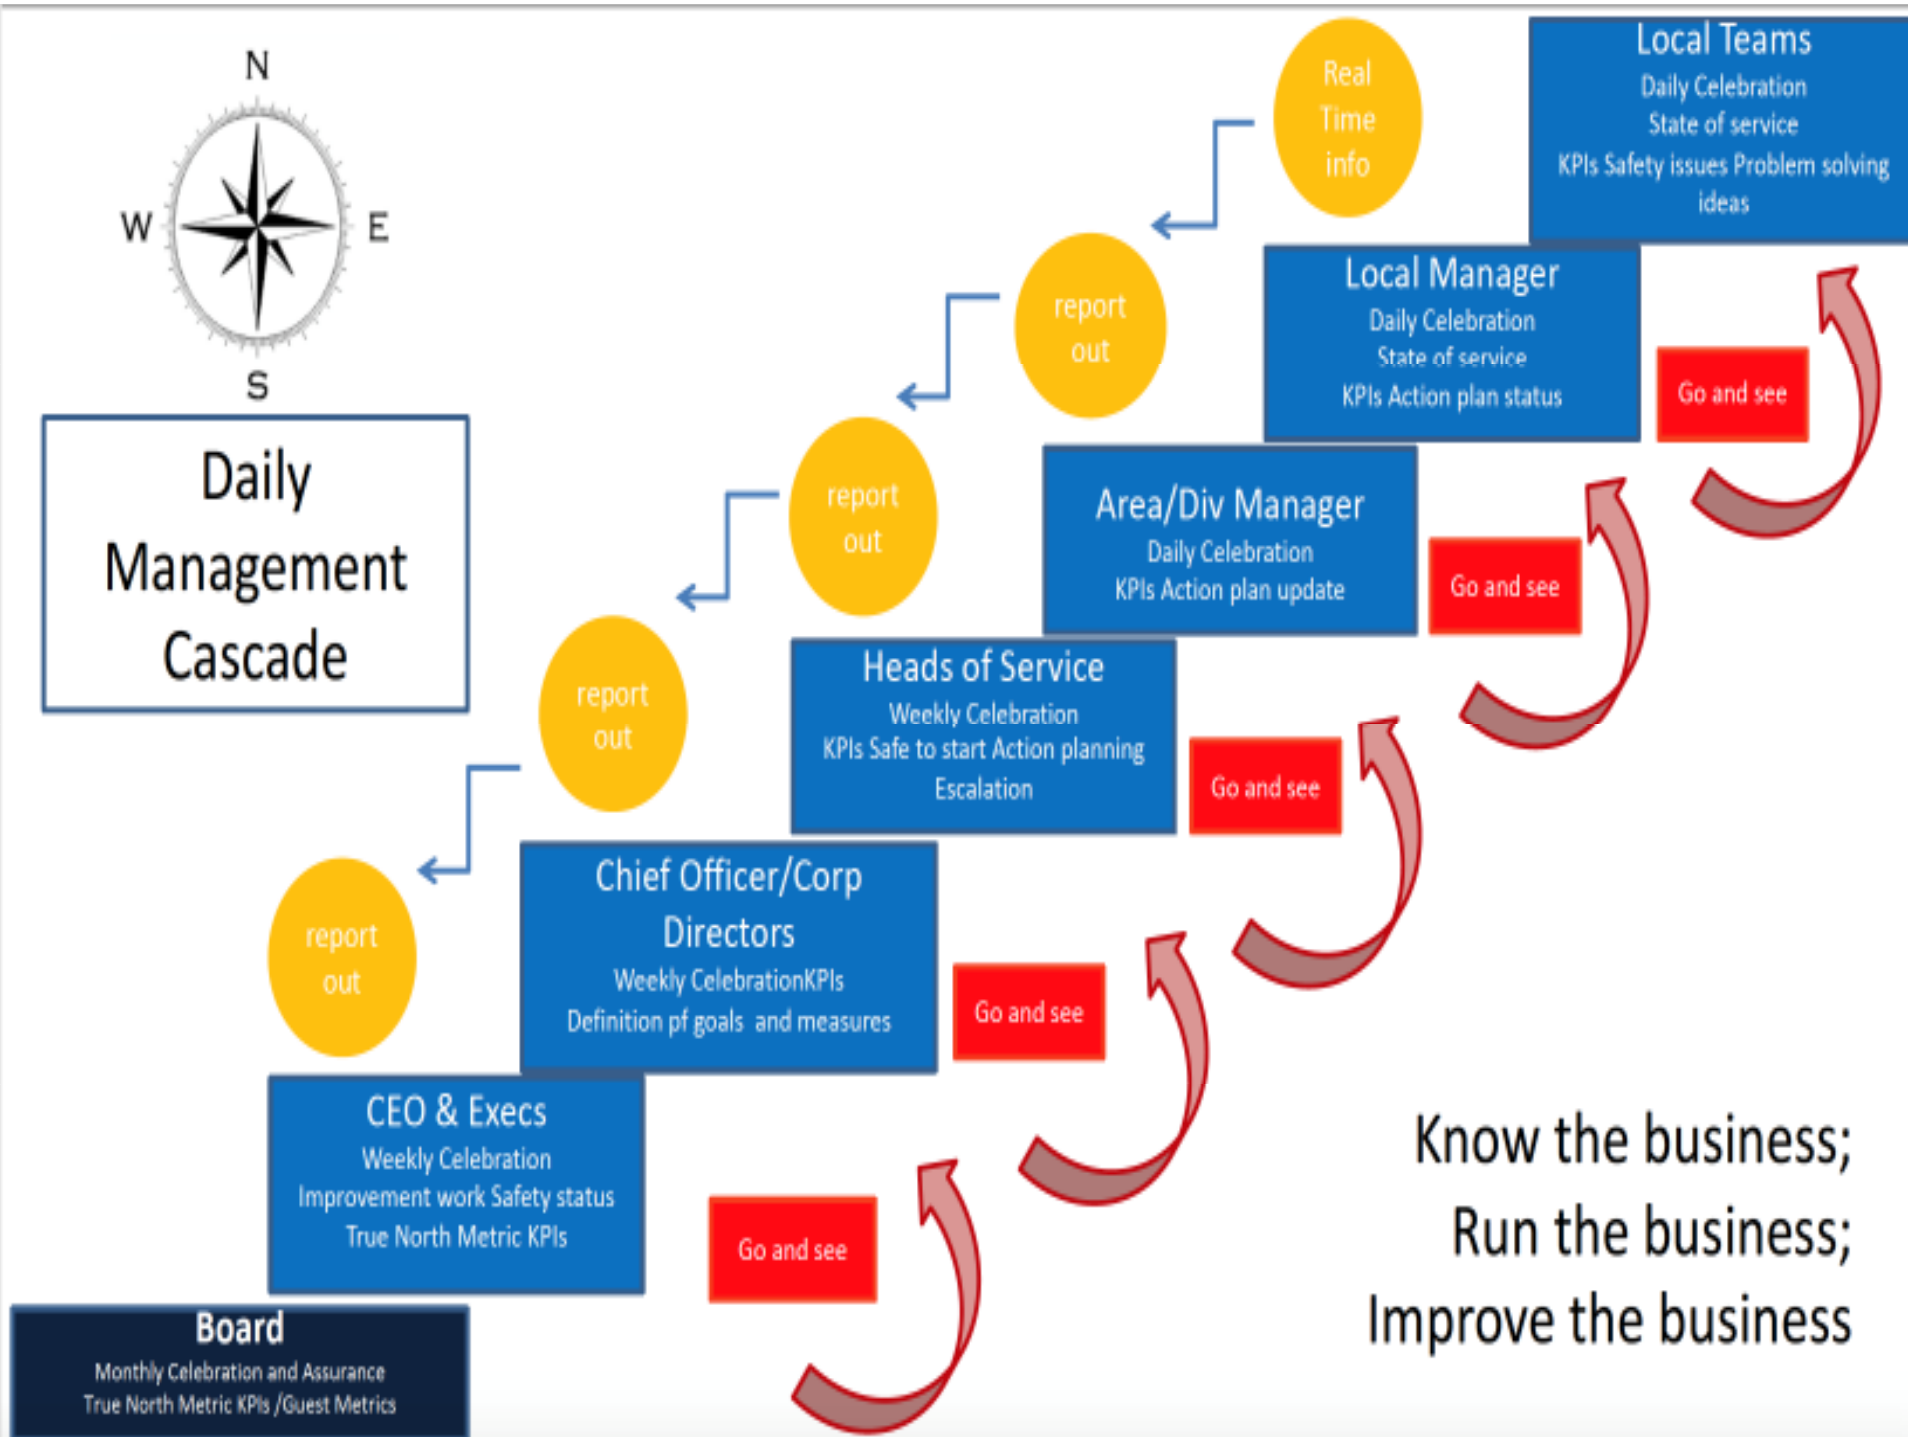 N
W
E
S
Daily
Management
Cascade
Real
Time
info
Local Teams
Daily Celebration
State of service
KPIs Safety issues Problem solving
ideas
report
out
Local Manager
Daily Celebration
State of service
KPIs Action plan status
Go and see
report
out
Area/Div Manager
Daily Celebration
KPIs Action plan update
Go and see
report
out
Heads of Service
Weekly Celebration
KPIs Safe to start Action planning
Escalation
Go and see
report
out
Chief Officer/Corp
Directors
Weekly CelebrationKPIs
Definition pf goals and measures
Go and see
CEO & Execs
Weekly Celebration
Improvement work Safety status
True North Metric KPIs
Go and see
Board
Monthly Celebration and Assurance
True North Metric KPIs /Guest Metrics
Know the business;
Run the business;
Improve the business